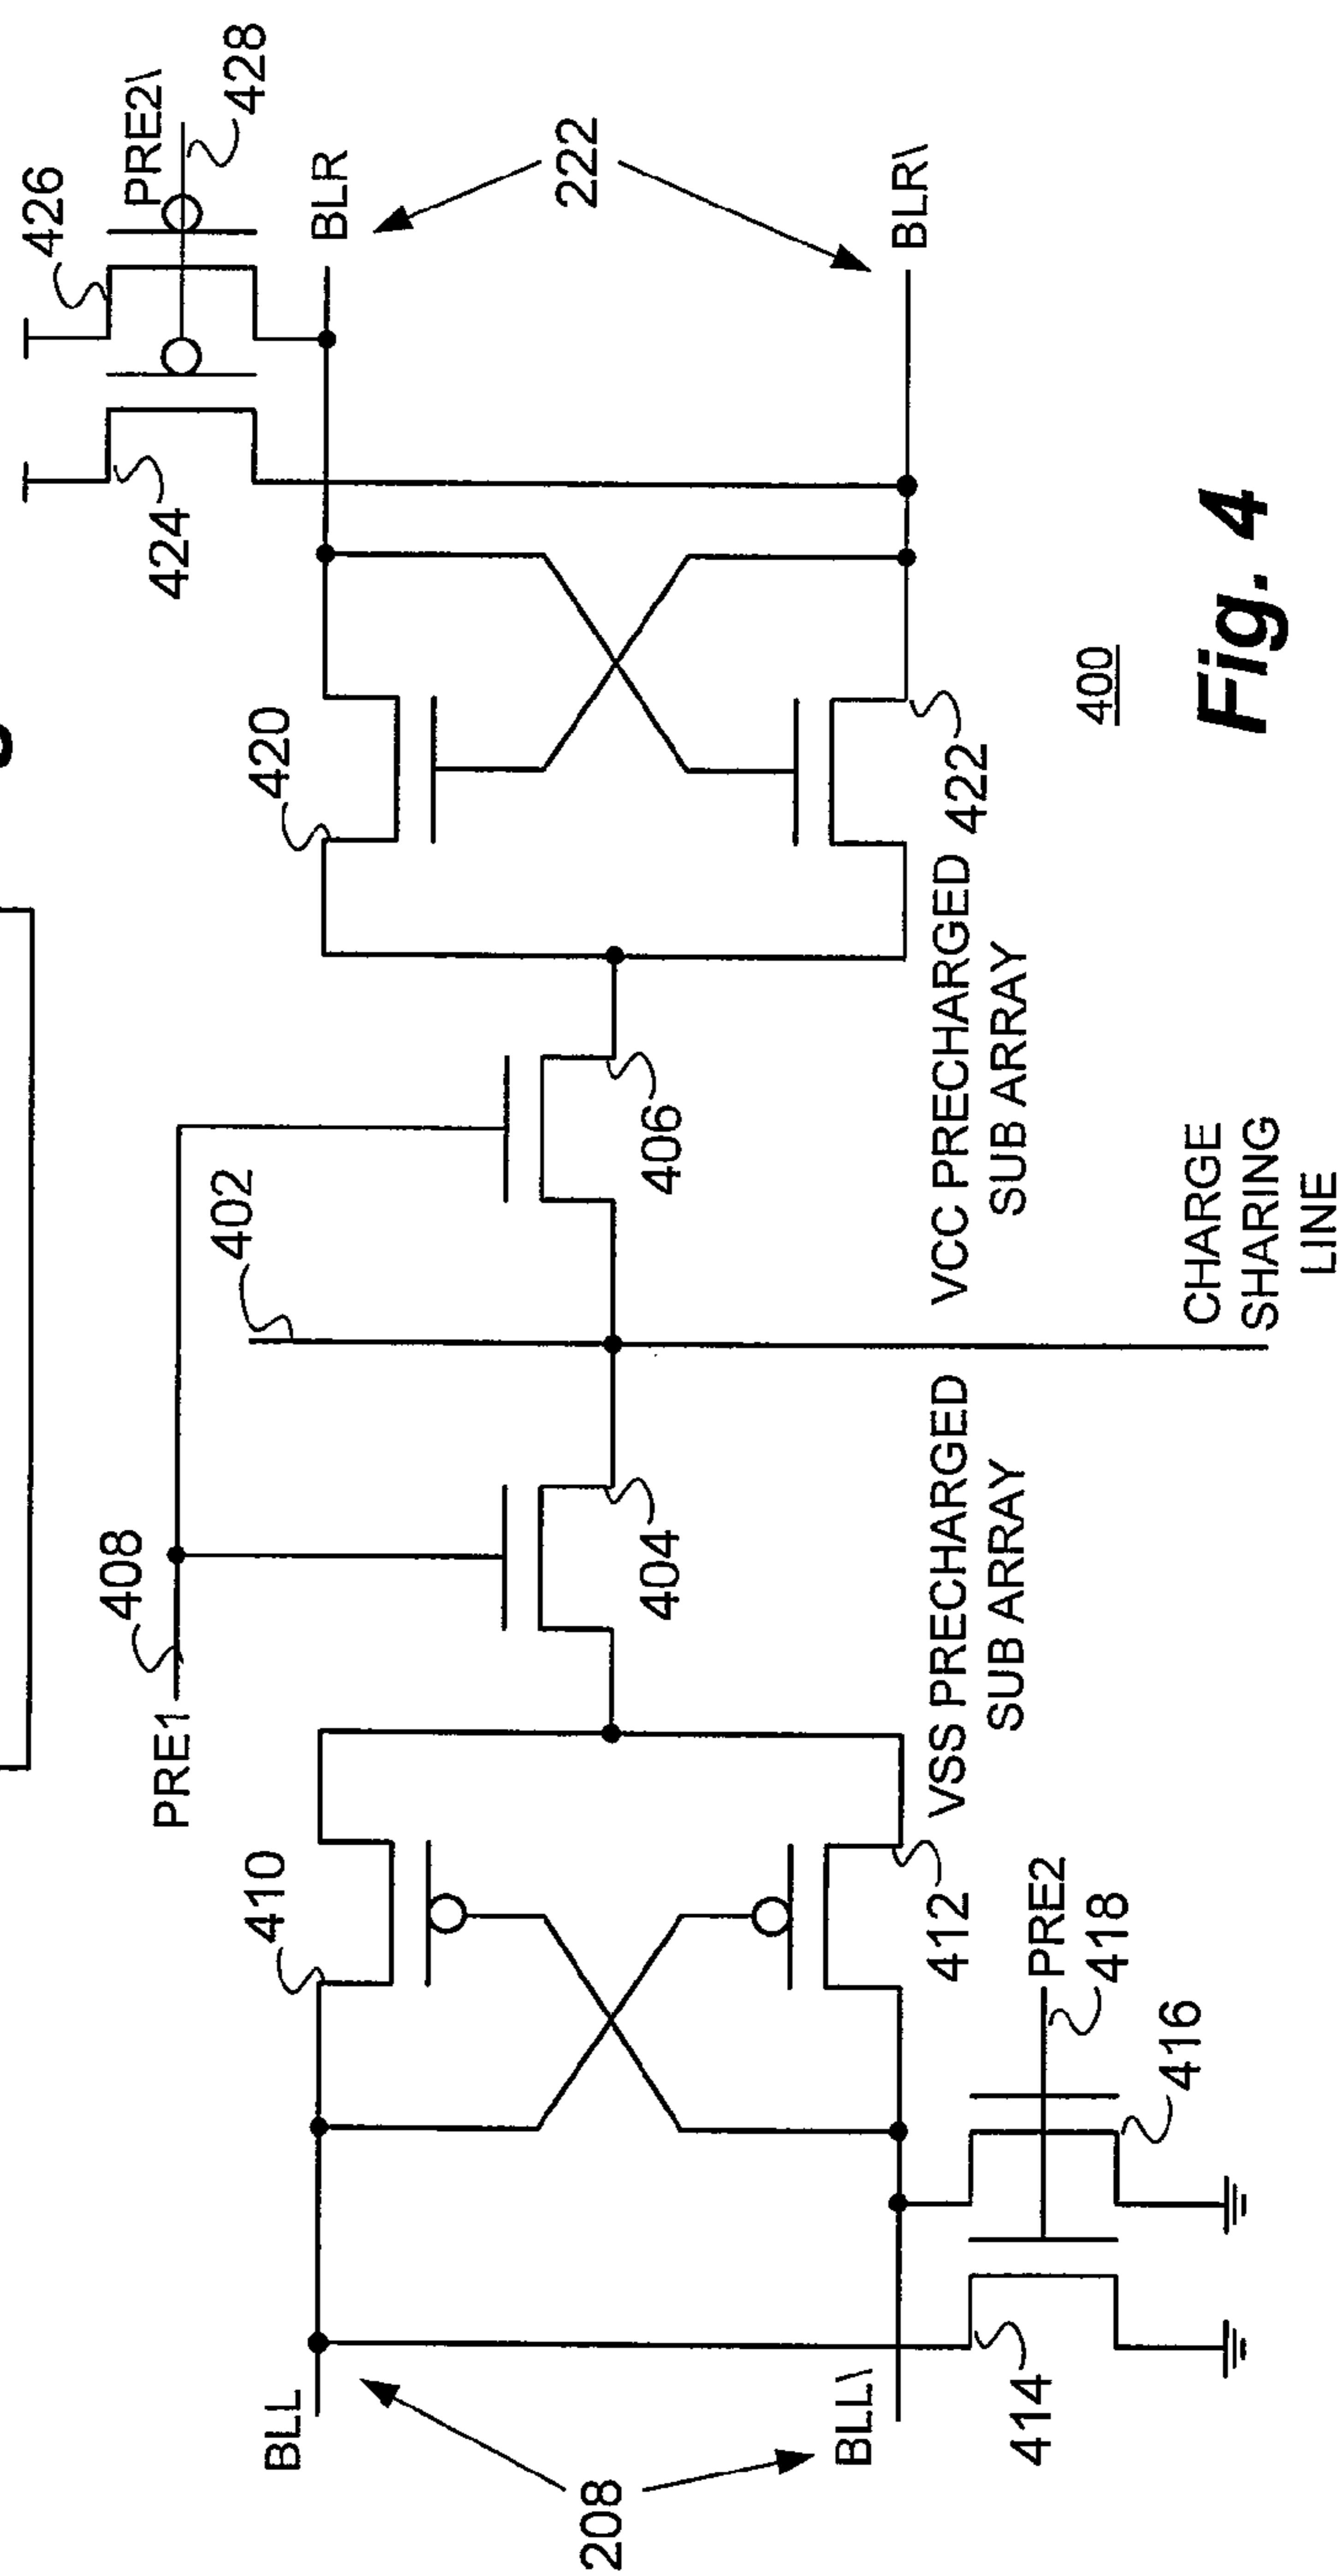 426
PRE2\
428
424
BLR
222
BLR\
420
422
402
406
VCC PRECHARGED
SUB ARRAY
CHARGE
SHARING
LINE
408
PRE1
404
VSS PRECHARGED
SUB ARRAY
410
412
PRE2
418
416
414
BLL
208
BLL\
400
Fig. 4